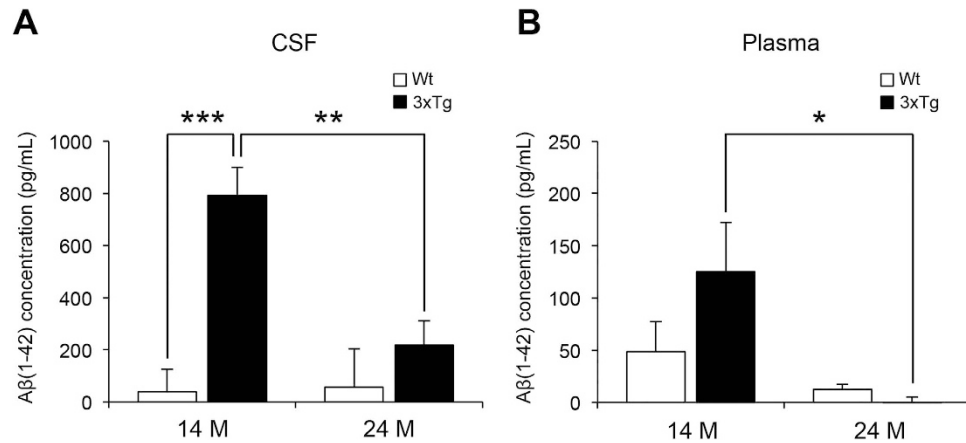 A
CSF
Wt
3xTg
***
**
Aβ(1-42) concentration (pg/mL)
1000
800
600
400
200
0
14 M
24 M
B
Plasma
Wt
3xTg
*
Aβ(1-42) concentration (pg/mL)
250
200
150
100
50
0
14 M
24 M